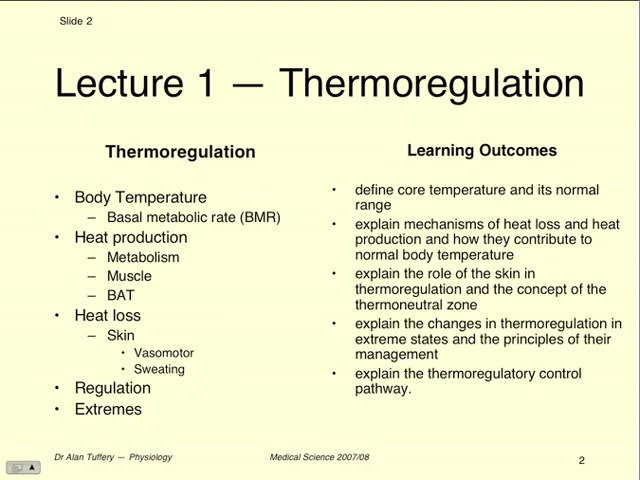 Slide 2
Lecture 1 — Thermoregulation
Thermoregulation
• Body Temperature
– Basal metabolic rate (BMR)
• Heat production
– Metabolism
– Muscle
– BAT
• Heat loss
– Skin
• Vasomotor
• Sweating
• Regulation
• Extremes
Learning Outcomes
• define core temperature and its normal
range
• explain mechanisms of heat loss and heat
production and how they contribute to
normal body temperature
• explain the role of the skin in
thermoregulation and the concept of the
thermoneutral zone
• explain the changes in thermoregulation in
extreme states and the principles of their
management
• explain the thermoregulatory control
pathway.
Dr Alan Tuffery — Physiology
Medical Science 2007/08
2